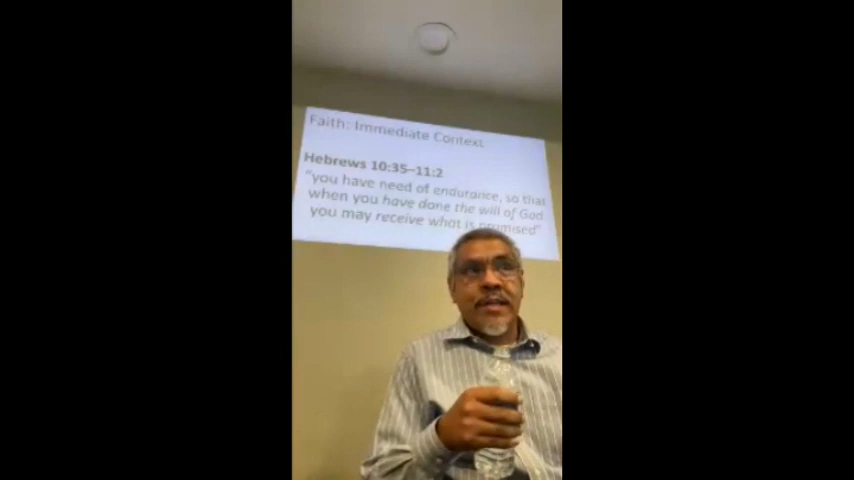 Faith: Immediate Context
Hebrews 10:35–11:2
"you have need of endurance, so that
when you have done the will of God
you may receive what is promised"